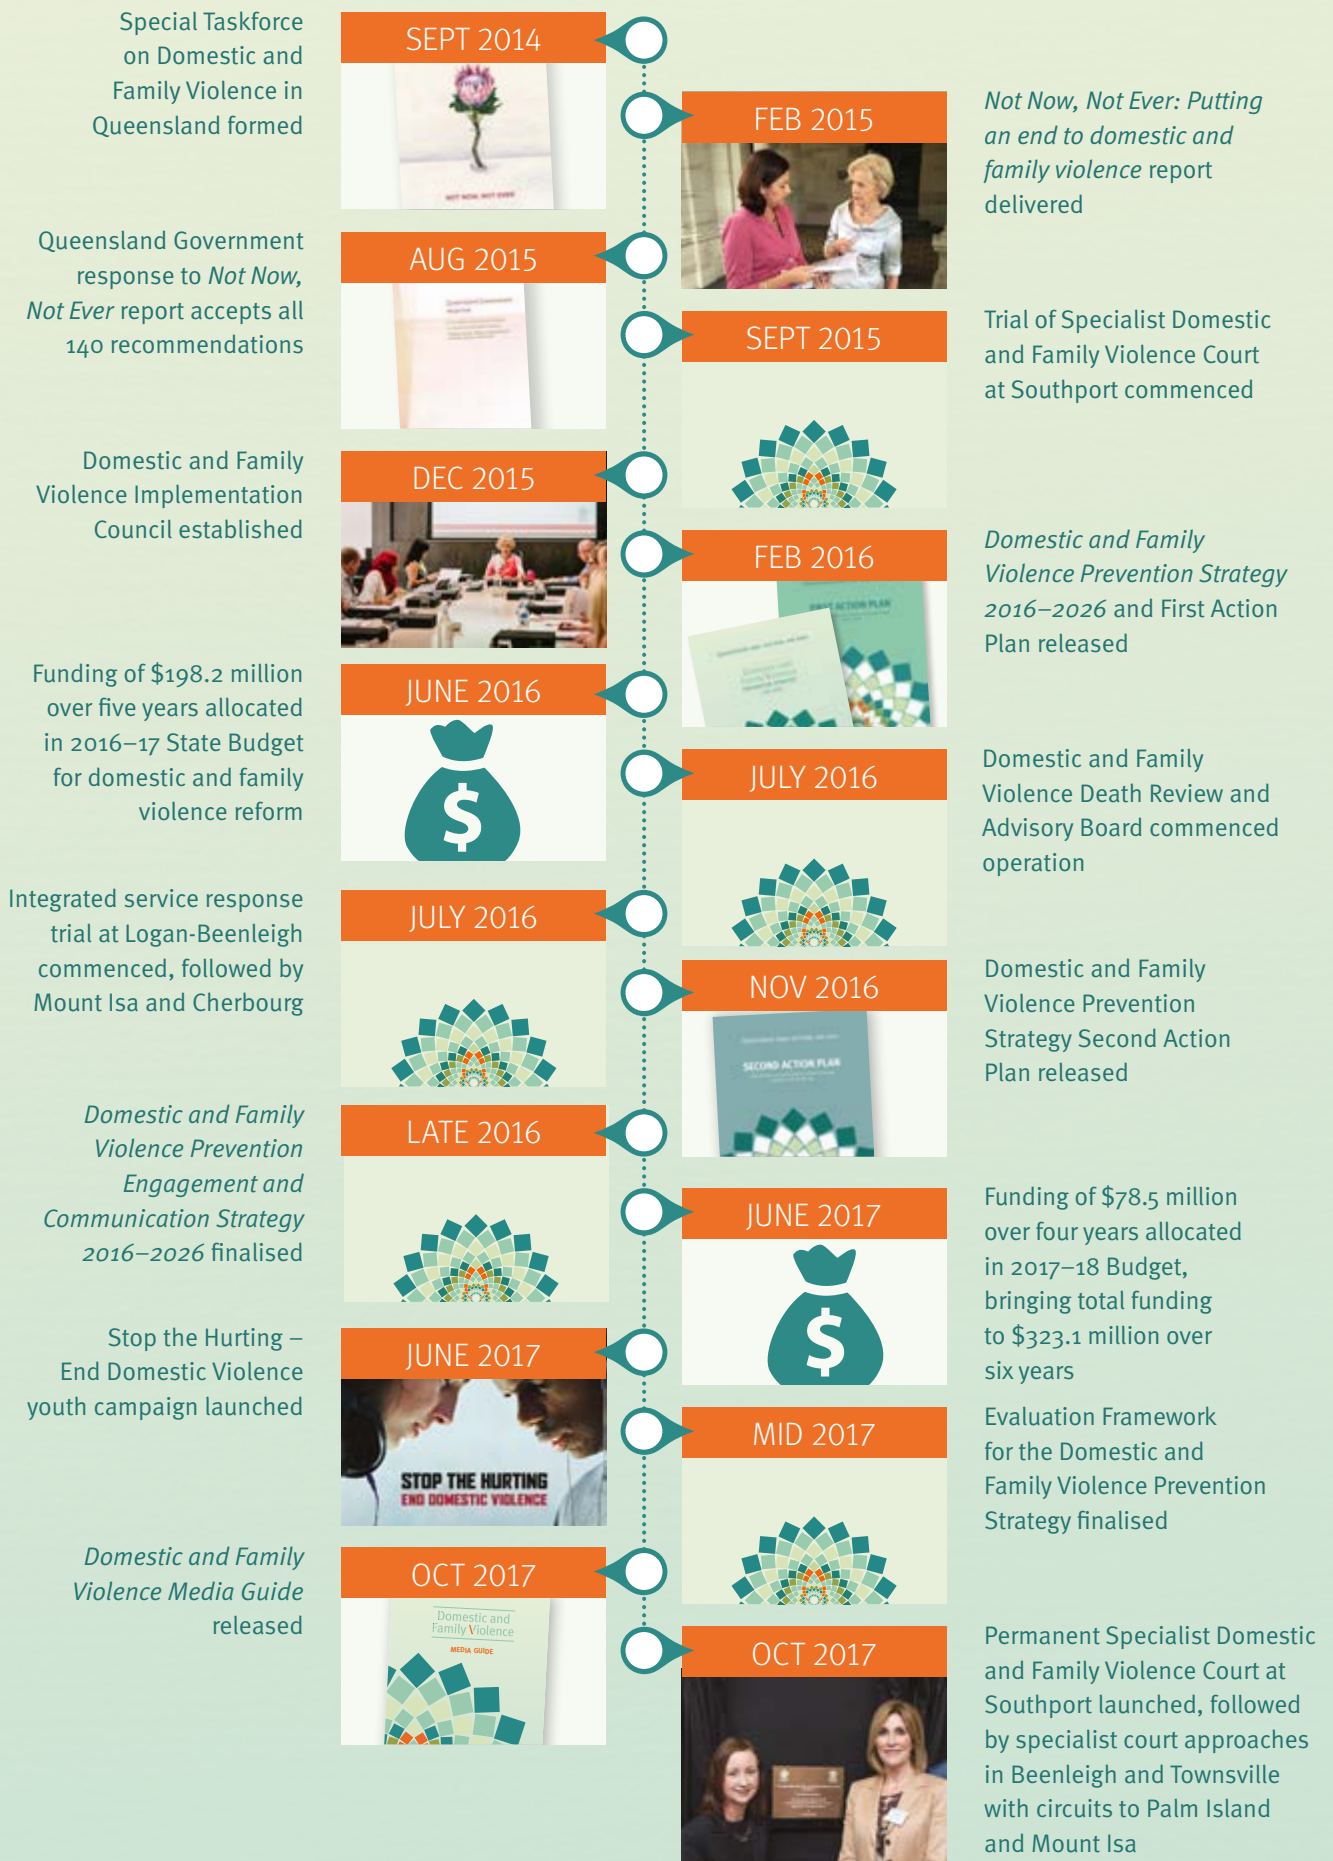 Special Taskforce
on Domestic and
Family Violence in
Queensland formed
SEPT 2014
NOT NOW, NOT EVER
FEB 2015
Not Now, Not Ever: Putting
an end to domestic and
family violence report
delivered
Queensland Government
response to Not Now,
Not Ever report accepts all
140 recommendations
AUG 2015
SEPT 2015
Trial of Specialist Domestic
and Family Violence Court
at Southport commenced
Domestic and Family
Violence Implementation
Council established
DEC 2015
FEB 2016
FIRST ACTION PLAN
Domestic and Family
Violence Prevention Strategy
2016–2026 and First Action
Plan released
Funding of $198.2 million
over five years allocated
in 2016–17 State Budget
for domestic and family
violence reform
JUNE 2016
$
JULY 2016
Domestic and Family
Violence Death Review and
Advisory Board commenced
operation
Integrated service response
trial at Logan-Beenleigh
commenced, followed by
Mount Isa and Cherbourg
JULY 2016
NOV 2016
SECOND ACTION PLAN
Domestic and Family
Violence Prevention
Strategy Second Action
Plan released
Domestic and Family
Violence Prevention
Engagement and
Communication Strategy
2016–2026 finalised
LATE 2016
JUNE 2017
$
Funding of $78.5 million
over four years allocated
in 2017–18 Budget,
bringing total funding
to $323.1 million over
six years
Stop the Hurting –
End Domestic Violence
youth campaign launched
JUNE 2017
STOP THE HURTING
END DOMESTIC VIOLENCE
MID 2017
Evaluation Framework
for the Domestic and
Family Violence Prevention
Strategy finalised
Domestic and Family
Violence Media Guide
released
OCT 2017
Domestic and
Family Violence
MEDIA GUIDE
OCT 2017
Permanent Specialist Domestic
and Family Violence Court at
Southport launched, followed
by specialist court approaches
in Beenleigh and Townsville
with circuits to Palm Island
and Mount Isa